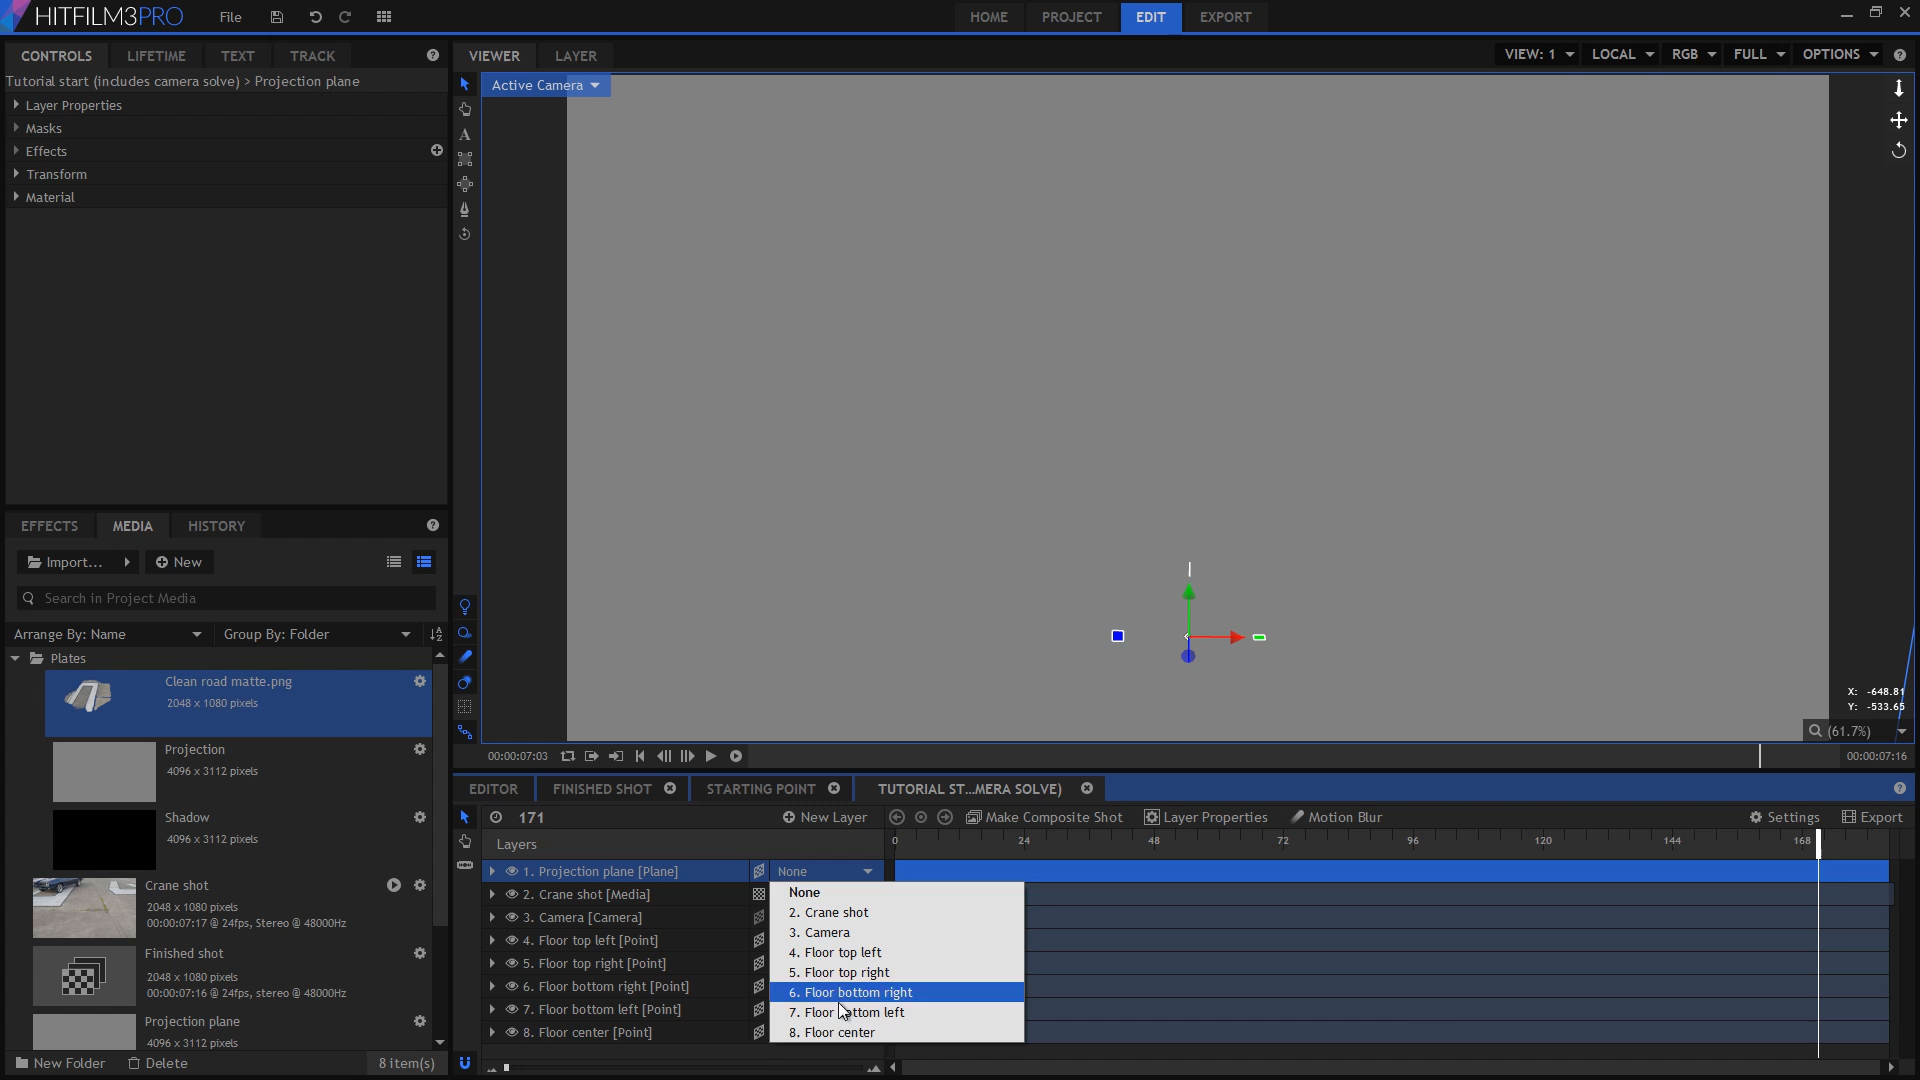 HITFILM3PRO File HOME PROJECT EDIT EXPORT
CONTROLS LIFETIME TEXT TRACK
Tutorial start (includes camera solve) > Projection plane
Layer Properties
Masks
Effects
Transform
Material
VIEWER LAYER VIEW: 1 LOCAL RGB FULL OPTIONS
Active Camera
X: -648.81
Y: -533.65
(61.7%)
00:00:07:03 00:00:07:16
EFFECTS MEDIA HISTORY
Import... New
Search in Project Media
Arrange By: Name Group By: Folder
Plates
Clean road matte.png
2048 x 1080 pixels
Projection
4096 x 3112 pixels
Shadow
4096 x 3112 pixels
Crane shot
2048 x 1080 pixels
00:00:07:17 @ 24fps, Stereo @ 48000Hz
Finished shot
2048 x 1080 pixels
00:00:07:16 @ 24fps, stereo @ 48000Hz
Projection plane
4096 x 3112 pixels
New Folder Delete 8 item(s)
EDITOR FINISHED SHOT STARTING POINT TUTORIAL ST...MERA SOLVE)
171 New Layer Make Composite Shot Layer Properties Motion Blur Settings Export
Layers 0 24 48 72 96 120 144 168
1. Projection plane [Plane] None
2. Crane shot [Media]
3. Camera [Camera]
4. Floor top left [Point]
5. Floor top right [Point]
6. Floor bottom right [Point]
7. Floor bottom left [Point]
8. Floor center [Point]
None
2. Crane shot
3. Camera
4. Floor top left
5. Floor top right
6. Floor bottom right
7. Floor bottom left
8. Floor center